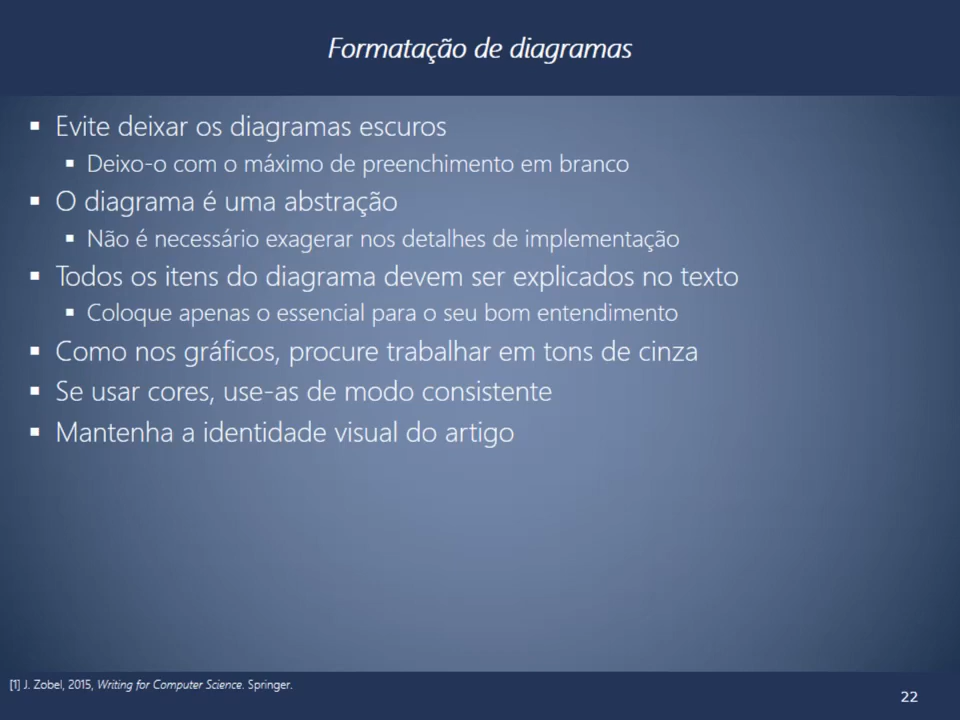 Formatação de diagramas
▪ Evite deixar os diagramas escuros
▪ Deixo-o com o máximo de preenchimento em branco
▪ O diagrama é uma abstração
▪ Não é necessário exagerar nos detalhes de implementação
▪ Todos os itens do diagrama devem ser explicados no texto
▪ Coloque apenas o essencial para o seu bom entendimento
▪ Como nos gráficos, procure trabalhar em tons de cinza
▪ Se usar cores, use-as de modo consistente
▪ Mantenha a identidade visual do artigo
[1] J. Zobel, 2015, Writing for Computer Science. Springer.
22